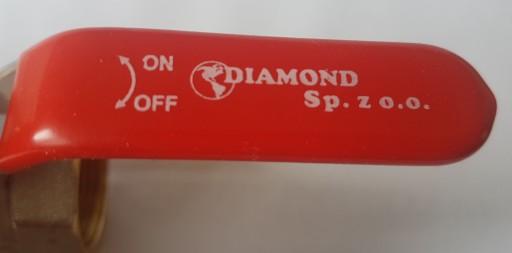 ON
OFF
DIAMOND
Sp. z o.o.